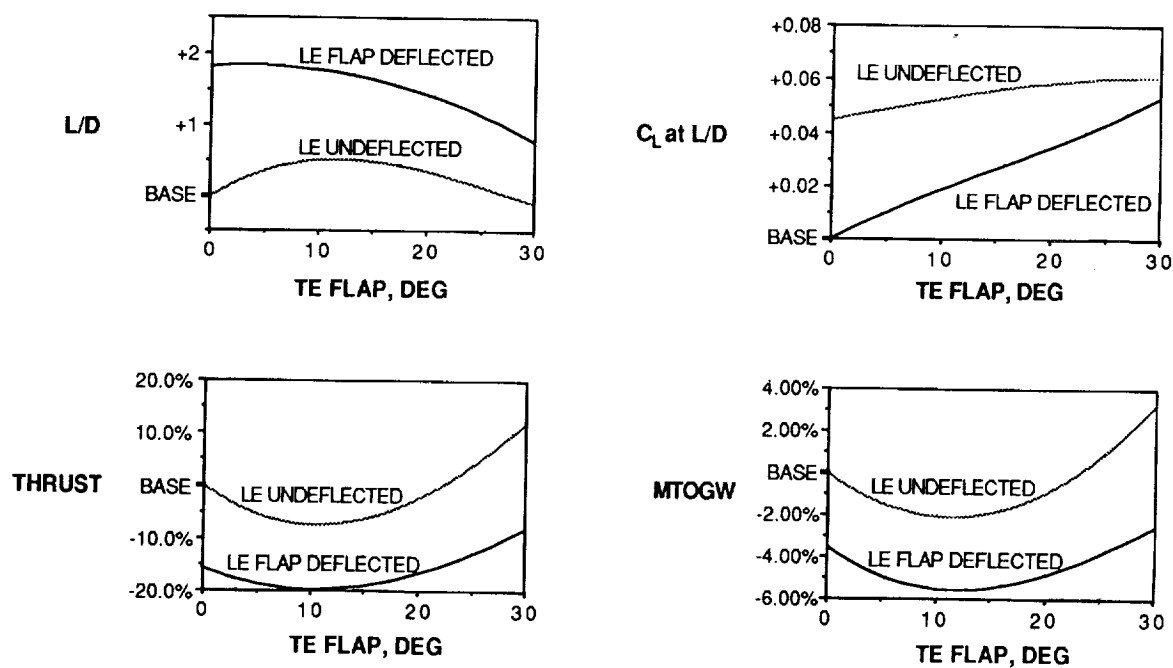 L/D
+2
+1
BASE
LE FLAP DEFLECTED
LE UNDEFLECTED
0 10 20 30
TE FLAP, DEG
CL at L/D
+0.08
+0.06
+0.04
+0.02
BASE
LE UNDEFLECTED
LE FLAP DEFLECTED
0 10 20 30
TE FLAP, DEG
THRUST
20.0%
10.0%
BASE
-10.0%
-20.0%
LE UNDEFLECTED
LE FLAP DEFLECTED
0 10 20 30
TE FLAP, DEG
MTOGW
4.00%
2.00%
BASE
-2.00%
-4.00%
-6.00%
LE UNDEFLECTED
LE FLAP DEFLECTED
0 10 20 30
TE FLAP, DEG